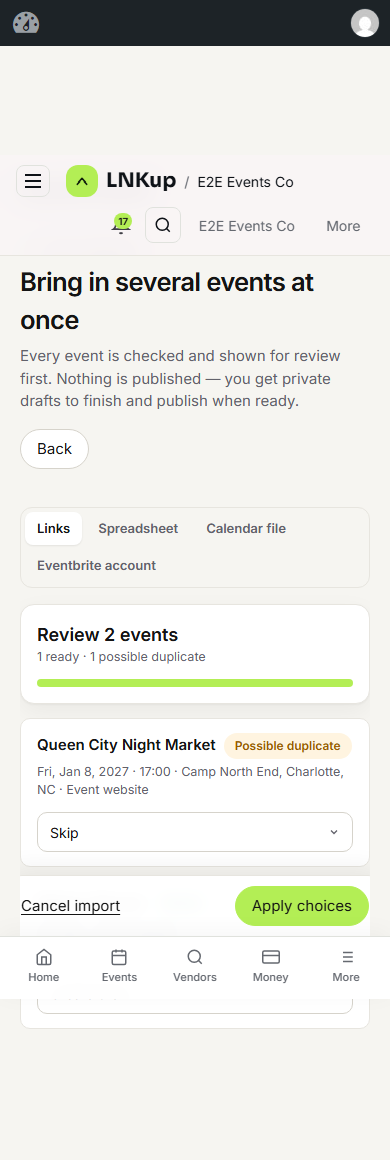 LNKup / E2E Events Co
17
E2E Events Co
More
Bring in several events at
once
Every event is checked and shown for review
first. Nothing is published — you get private
drafts to finish and publish when ready.
Back
Links
Spreadsheet
Calendar file
Eventbrite account
Review 2 events
1 ready · 1 possible duplicate
Queen City Night Market
Possible duplicate
Fri, Jan 8, 2027 · 17:00 · Camp North End, Charlotte,
NC · Event website
Skip
Cancel import
Apply choices
Home
Events
Vendors
Money
More